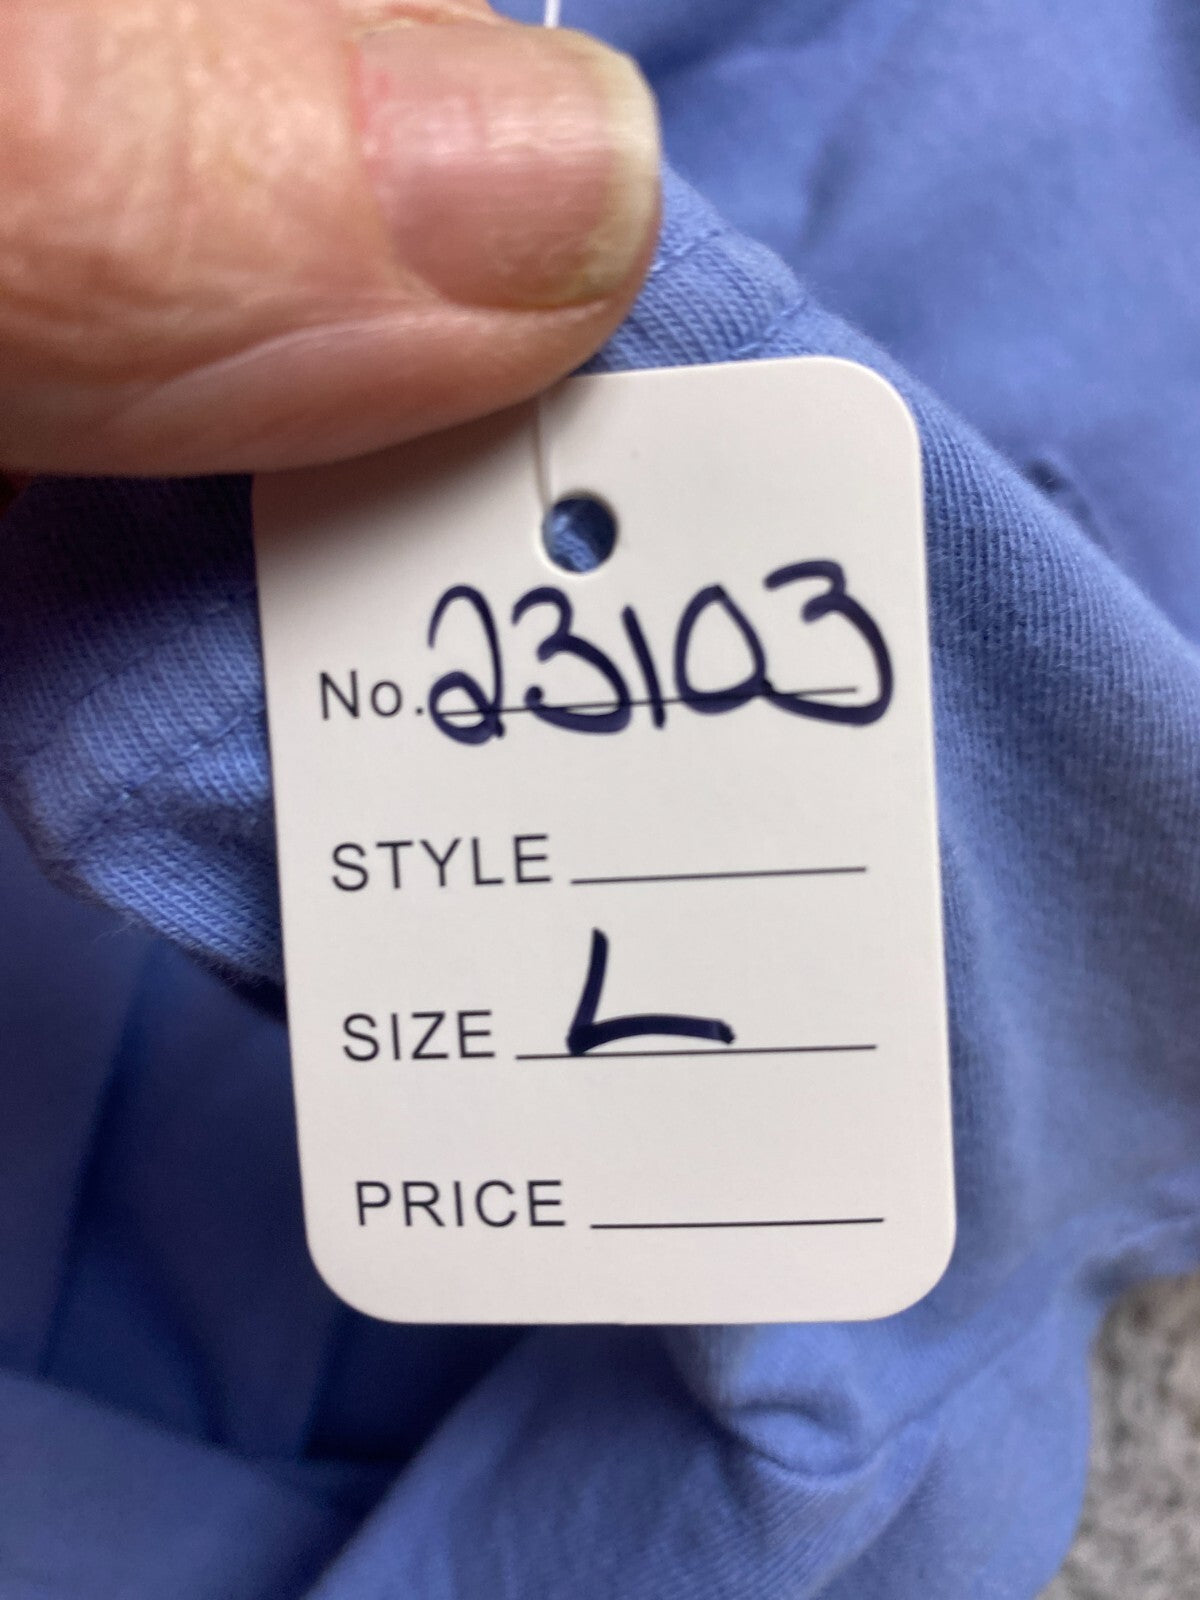 No. 23103
STYLE
SIZE L
PRICE